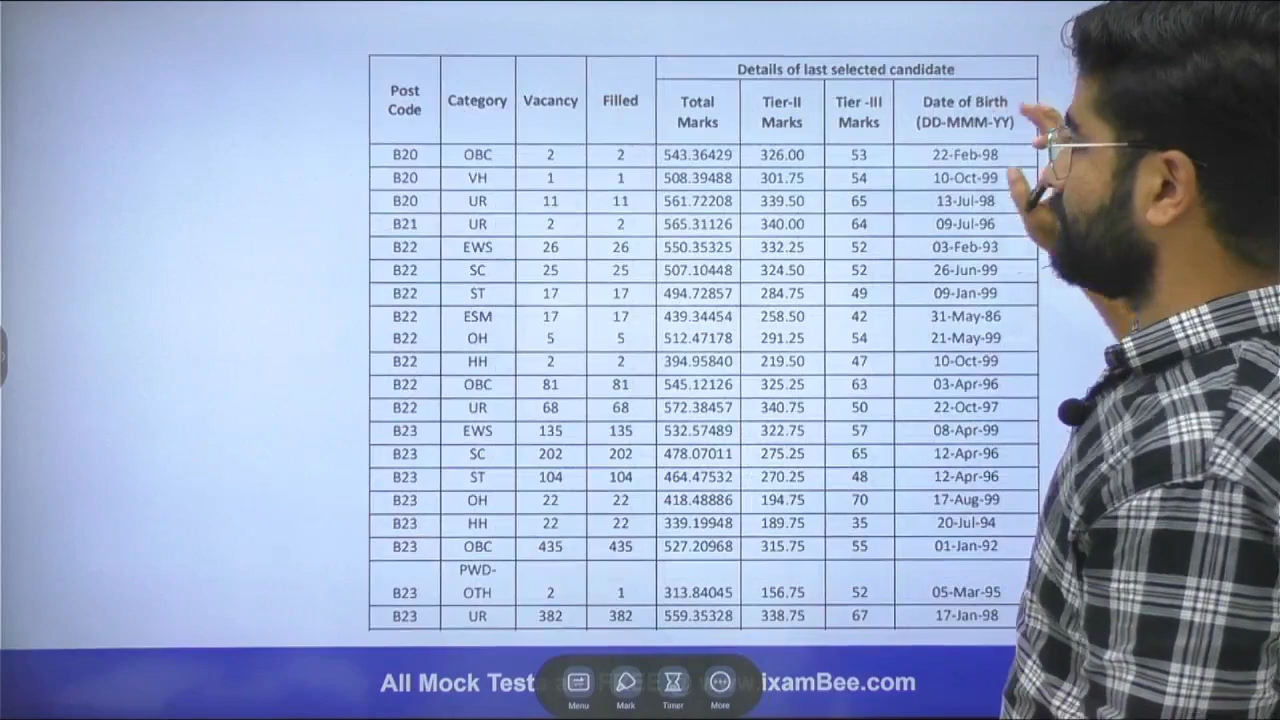 Details of last selected candidate
Post Code Category Vacancy Filled Total Marks Tier-II Marks Tier -III Marks Date of Birth (DD-MMM-YY)
B20 OBC 2 2 543.36429 326.00 53 22-Feb-98
B20 VH 1 1 508.39488 301.75 54 10-Oct-99
B20 UR 11 11 561.72208 339.50 65 13-Jul-98
B21 UR 2 2 565.31126 340.00 64 09-Jul-96
B22 EWS 26 26 550.35325 332.25 52 03-Feb-93
B22 SC 25 25 507.10448 324.50 52 26-Jun-99
B22 ST 17 17 494.72857 284.75 49 09-Jan-99
B22 ESM 17 17 439.34454 258.50 42 31-May-86
B22 OH 5 5 512.47178 291.25 54 21-May-99
B22 HH 2 2 394.95840 219.50 47 10-Oct-99
B22 OBC 81 81 545.12126 325.25 63 03-Apr-96
B22 UR 68 68 572.38457 340.75 50 22-Oct-97
B23 EWS 135 135 532.57489 322.75 57 08-Apr-99
B23 SC 202 202 478.07011 275.25 65 12-Apr-96
B23 ST 104 104 464.47532 270.25 48 12-Apr-96
B23 OH 22 22 418.48886 194.75 70 17-Aug-99
B23 HH 22 22 339.19948 189.75 35 20-Jul-94
B23 OBC 435 435 527.20968 315.75 55 01-Jan-92
PWD-
B23 OTH 2 1 313.84045 156.75 52 05-Mar-95
B23 UR 382 382 559.35328 338.75 67 17-Jan-98
All Mock Test ixamBee.com
Menu Mark Timer More